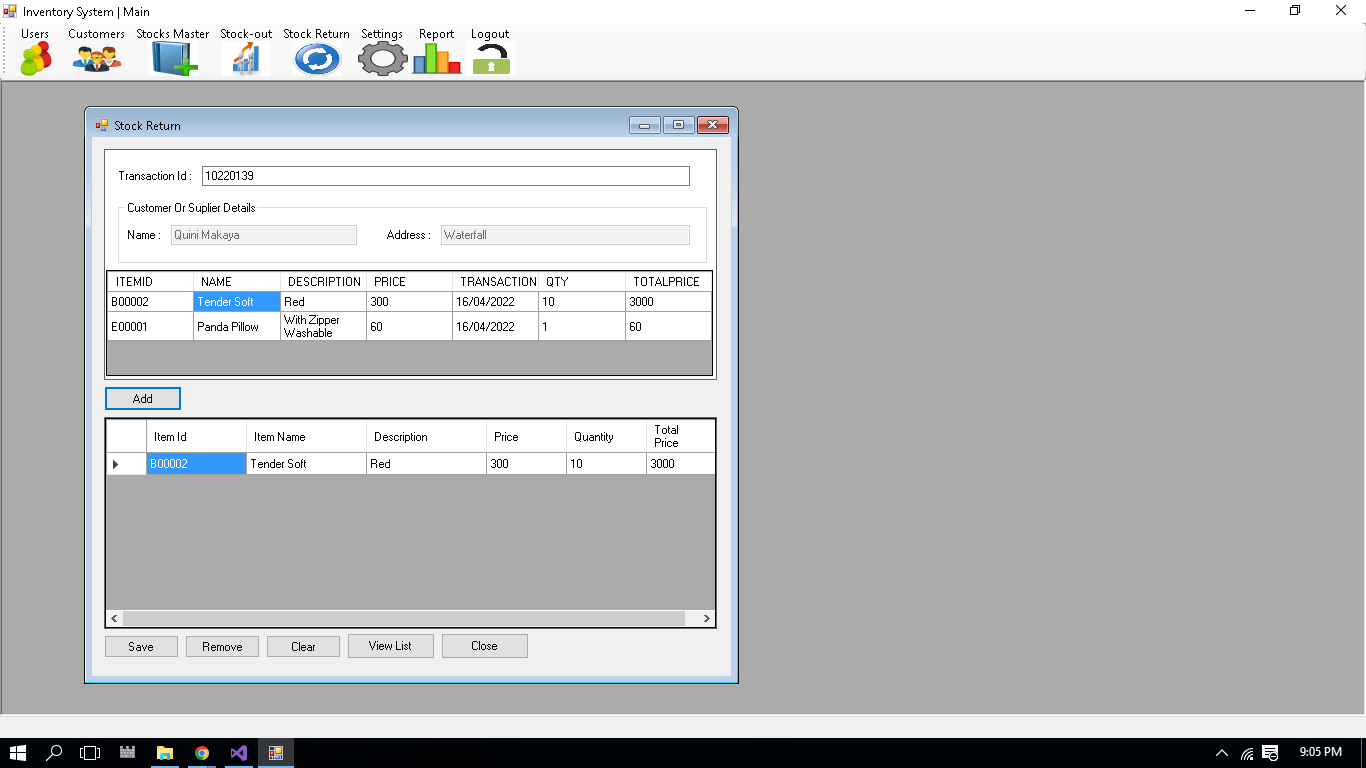 Inventory System | Main
Users Customers Stocks Master Stock-out Stock Return Settings Report Logout
Stock Return
Transaction Id : 10220139
Customer Or Suplier Details
Name : Quini Makaya Address : Waterfall
ITEMID NAME DESCRIPTION PRICE TRANSACTION QTY TOTALPRICE
B00002 Tender Soft Red 300 16/04/2022 10 3000
E00001 Panda Pillow With Zipper Washable 60 16/04/2022 1 60
Add
Item Id Item Name Description Price Quantity Total Price
B00002 Tender Soft Red 300 10 3000
Save Remove Clear View List Close
9:05 PM